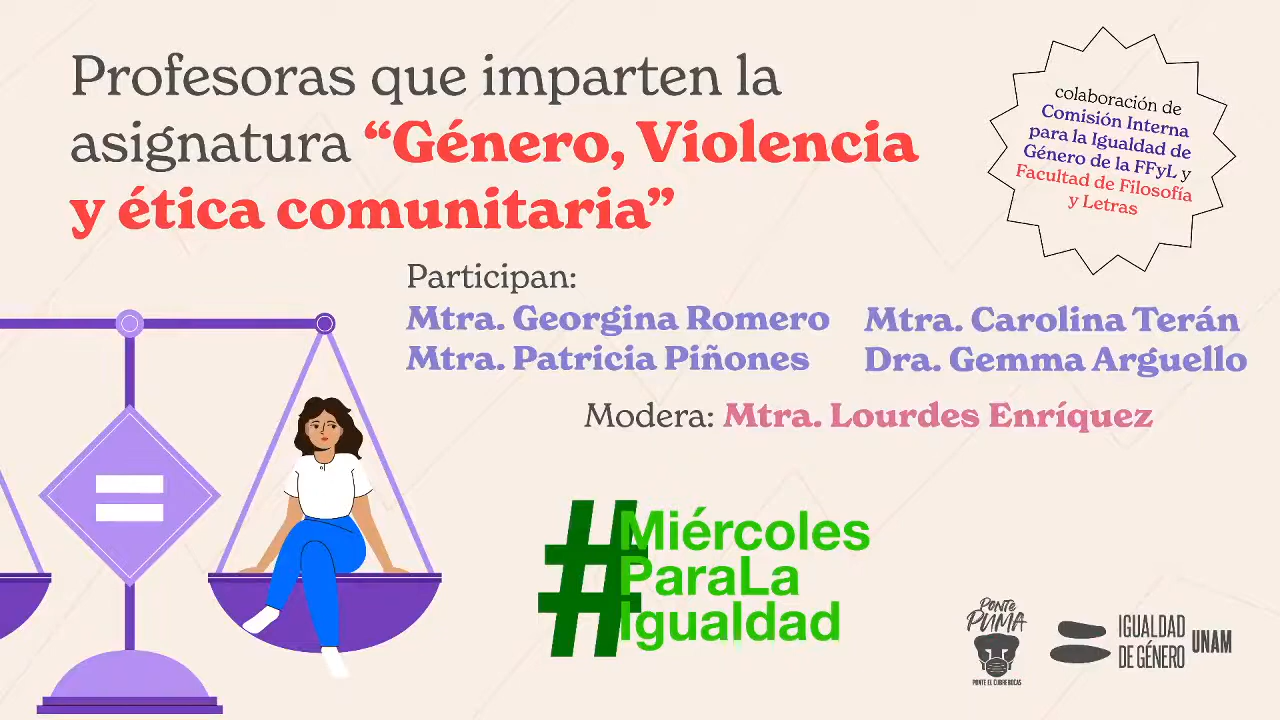 Profesoras que imparten la
asignatura “Género, Violencia
y ética comunitaria”
colaboración de
Comisión Interna
para la Igualdad de
Género de la FFyL y
Facultad de Filosofía
y Letras
Participan:
Mtra. Georgina Romero
Mtra. Patricia Piñones
Mtra. Carolina Terán
Dra. Gemma Arguello
Modera: Mtra. Lourdes Enríquez
#Miércoles
ParaLa
Igualdad
PONTE
PUMA
PONTE EL CUBREBOCAS
IGUALDAD
DE GÉNERO
UNAM